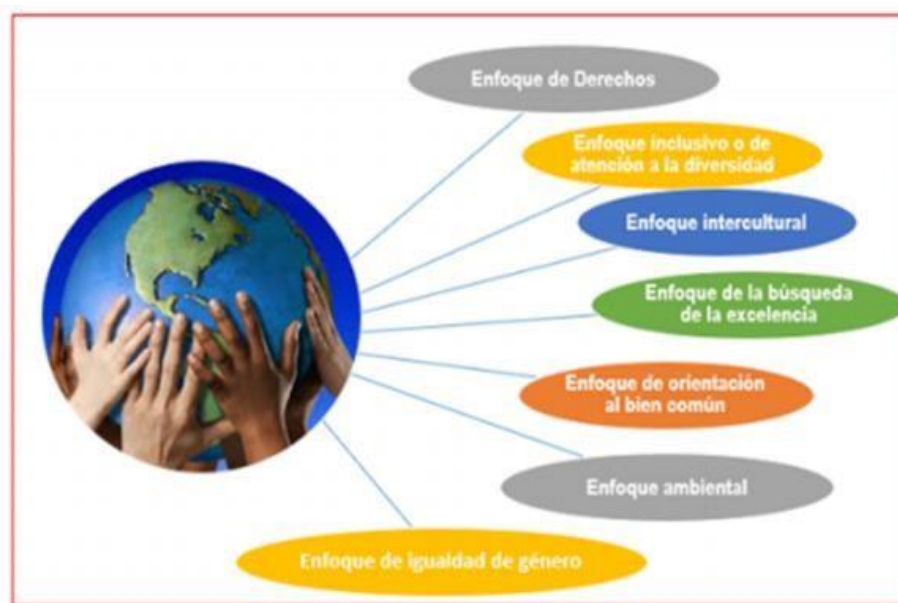 Enfoque de Derechos
Enfoque inclusivo o de
atención a la diversidad
Enfoque intercultural
Enfoque de la búsqueda
de la excelencia
Enfoque de orientación
al bien común
Enfoque ambiental
Enfoque de igualdad de género